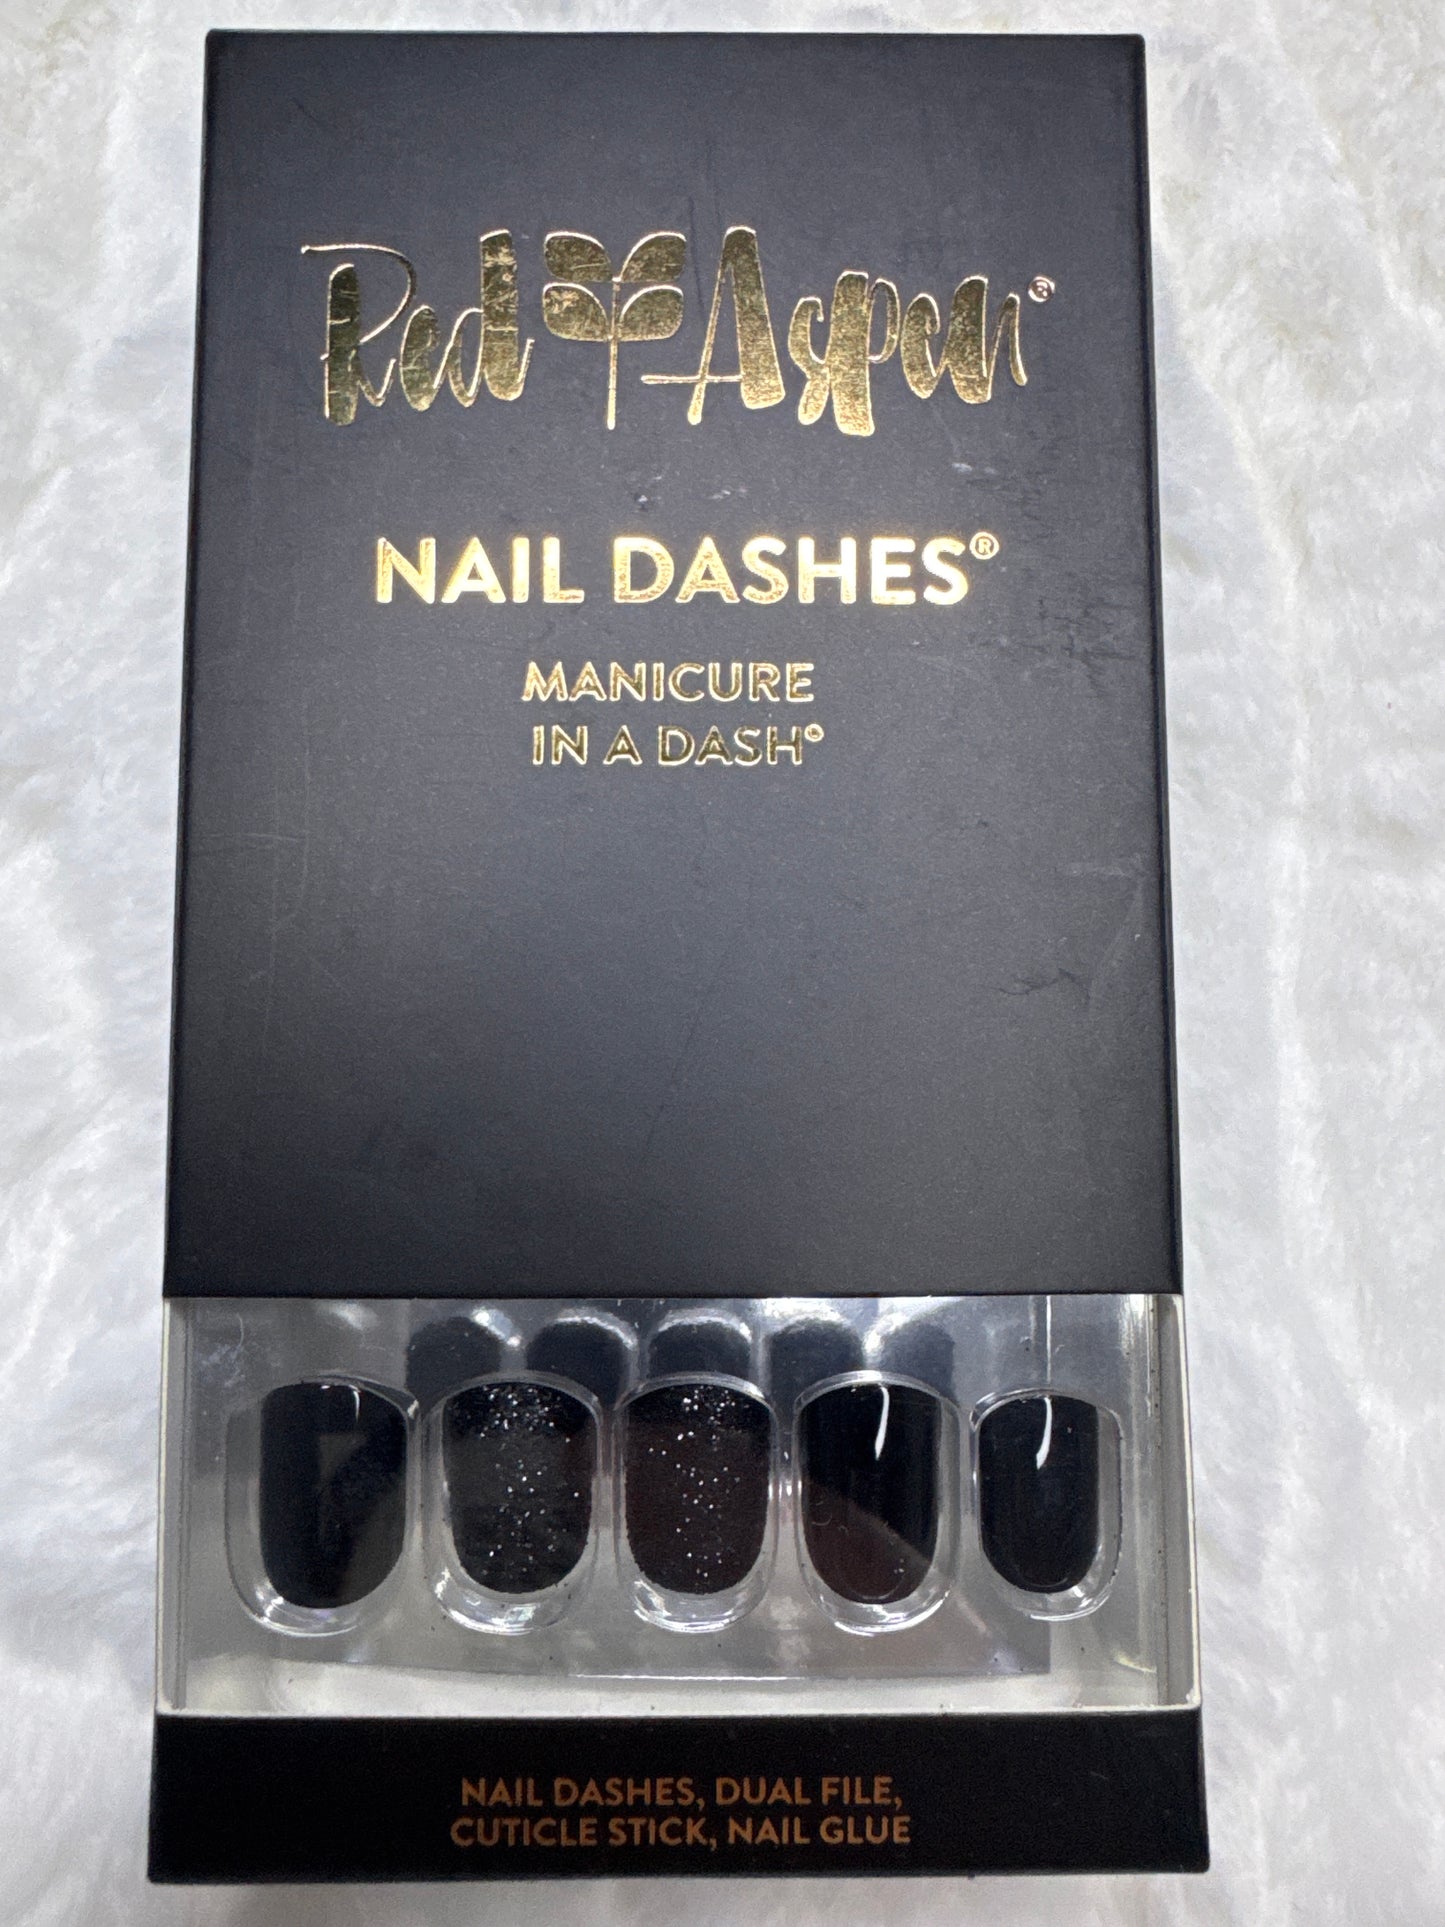 Red Aspen®
NAIL DASHES®
MANICURE
IN A DASH®
NAIL DASHES, DUAL FILE,
CUTICLE STICK, NAIL GLUE